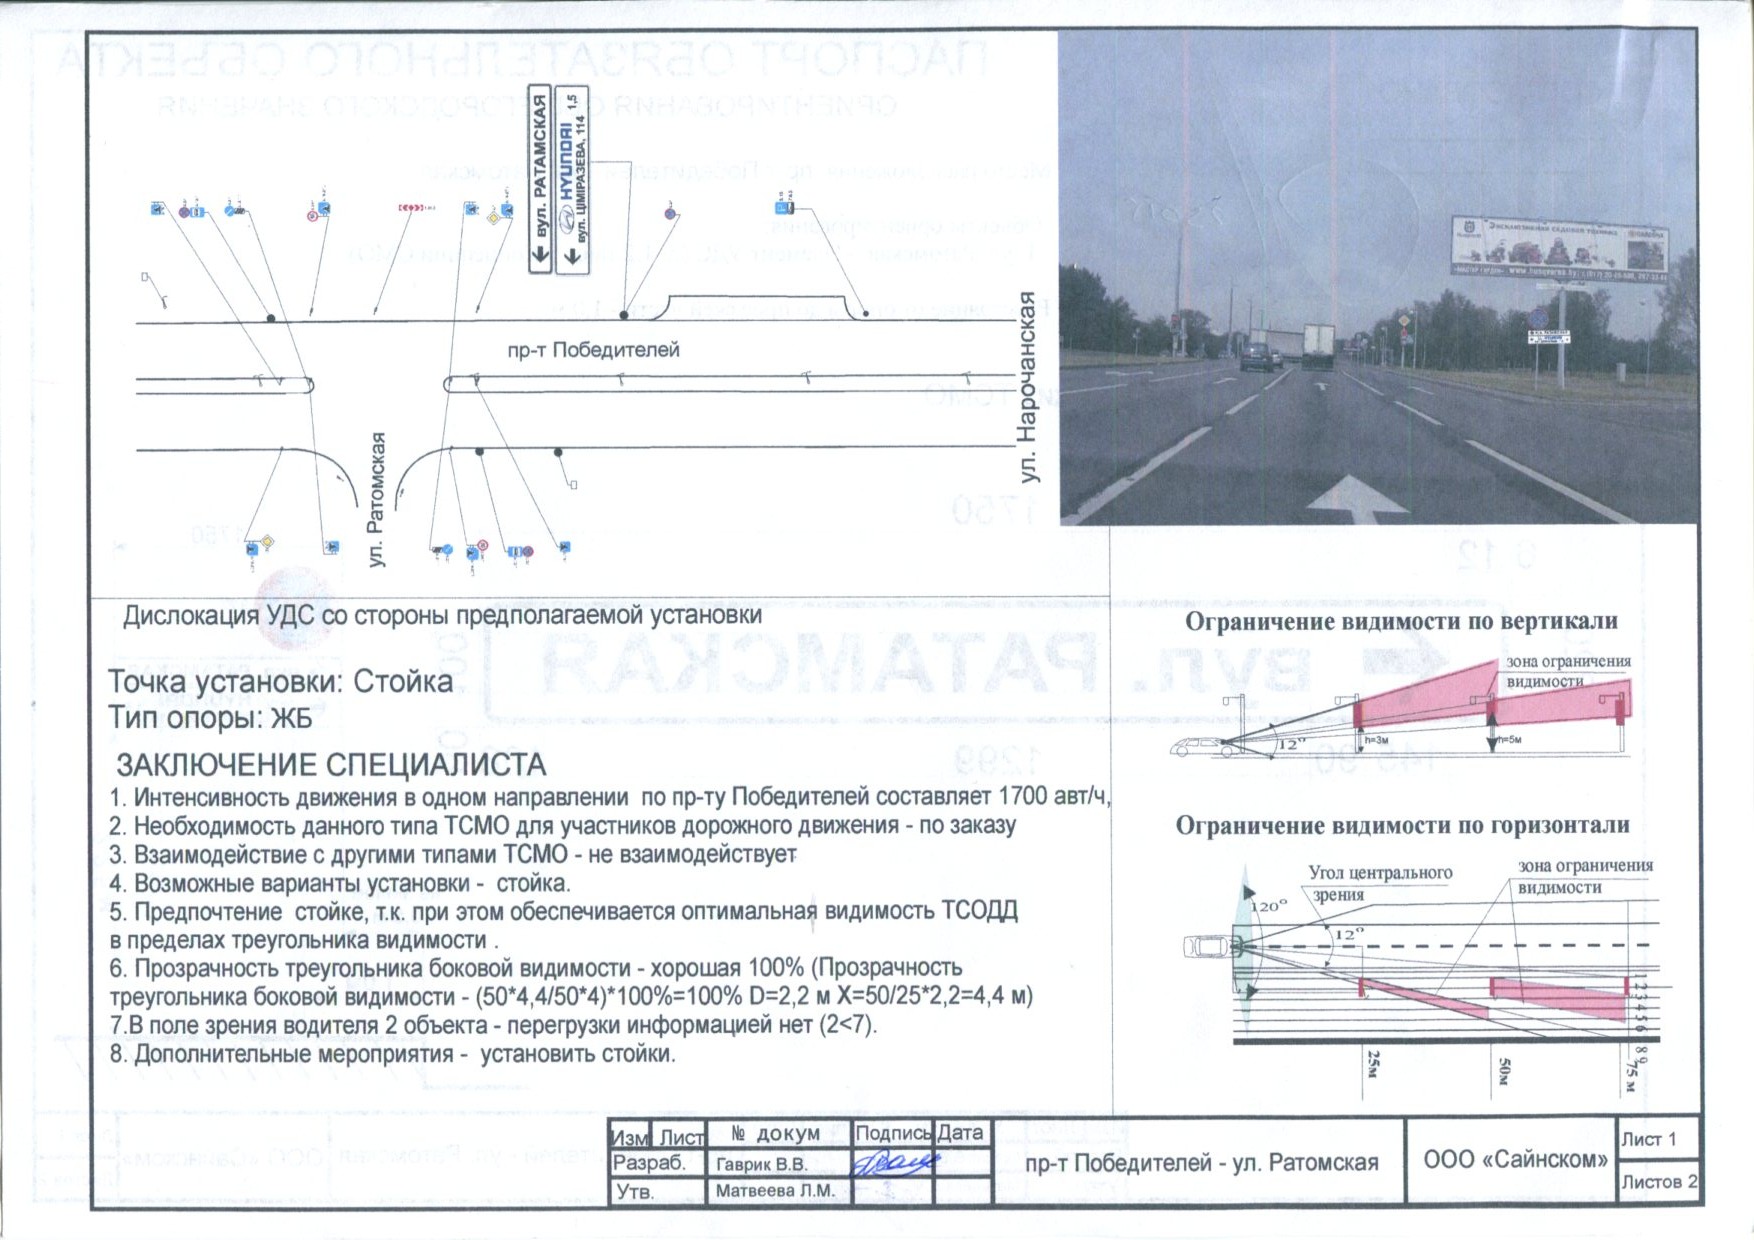 вул. РАТАМСКАЯ
HYUNDAI 1,5
вул. ЦІМІРАЗЕВА, 114
пр-т Победителей
ул. Нарочанская
ул. Ратомская
Дислокация УДС со стороны предполагаемой установки
Точка установки: Стойка
Тип опоры: ЖБ
ЗАКЛЮЧЕНИЕ СПЕЦИАЛИСТА
1. Интенсивность движения в одном направлении по пр-ту Победителей составляет 1700 авт/ч,
2. Необходимость данного типа ТСМО для участников дорожного движения - по заказу
3. Взаимодействие с другими типами ТСМО - не взаимодействует
4. Возможные варианты установки - стойка.
5. Предпочтение стойке, т.к. при этом обеспечивается оптимальная видимость ТСОДД
в пределах треугольника видимости .
6. Прозрачность треугольника боковой видимости - хорошая 100% (Прозрачность
треугольника боковой видимости - (50*4,4/50*4)*100%=100% D=2,2 м X=50/25*2,2=4,4 м)
7.В поле зрения водителя 2 объекта - перегрузки информацией нет (2<7).
8. Дополнительные мероприятия - установить стойки.
Ограничение видимости по вертикали
зона ограничения
видимости
12°
h=3м
h=5м
Ограничение видимости по горизонтали
Угол центрального
зрения
зона ограничения
видимости
120°
12°
1 2 3 4 5 6 7 8 9
25м
50м
75 м
Изм Лист № докум Подпись Дата
Разраб. Гаврик В.В.
Утв. Матвеева Л.М.
пр-т Победителей - ул. Ратомская
ООО «Сайнском»
Лист 1
Листов 2